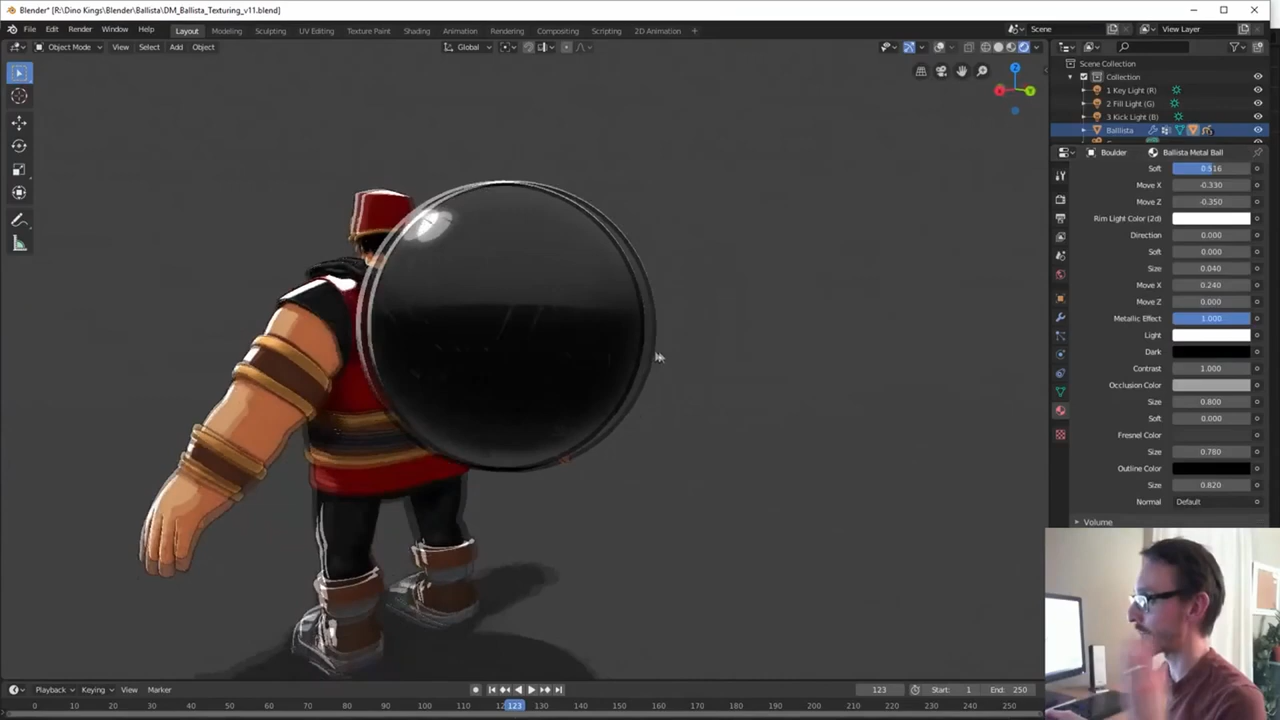 Blender* [R:\Dino Kings\Blender\Ballista\DM_Ballista_Texturing_v11.blend]
File Edit Render Window Help Layout Modeling Sculpting UV Editing Texture Paint Shading Animation Rendering Compositing Scripting 2D Animation + Scene View Layer
Object Mode View Select Add Object Global
Scene Collection
Collection
1 Key Light (R)
2 Fill Light (G)
3 Kick Light (B)
Balllista
Boulder Ballista Metal Ball
Soft 0.516
Move X -0.330
Move Z -0.350
Rim Light Color (2d)
Direction 0.000
Soft 0.000
Size 0.040
Move X 0.240
Move Z 0.000
Metallic Effect 1.000
Light
Dark
Contrast 1.000
Occlusion Color
Size 0.800
Soft 0.000
Fresnel Color
Size 0.780
Outline Color
Size 0.820
Normal Default
Volume
Playback Keying View Marker 123 Start: 1 End: 250
0 10 20 30 40 50 60 70 80 90 100 110 123 130 140 150 160 170 180 190 200 210 220 230 240 250